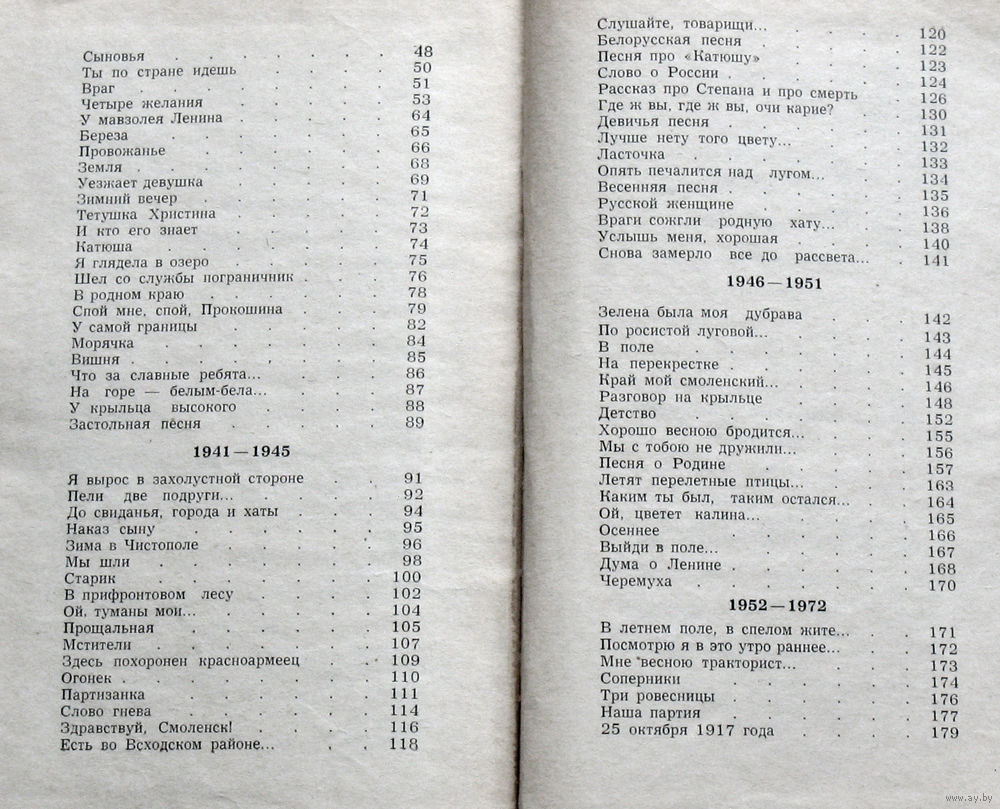 Сыновья . . . . . . 48
Ты по стране идешь . . . . 50
Враг . . . . . . . 51
Четыре желания . . . . . 53
У мавзолея Ленина . . . . 64
Береза . . . . . . 65
Провожанье . . . . . 66
Земля . . . . . . . 68
Уезжает девушка . . . . . 69
Зимний вечер . . . . . 71
Тетушка Христина . . . . 72
И кто его знает . . . . . 73
Катюша . . . . . . 74
Я глядела в озеро . . . . 75
Шел со службы пограничник . . . 76
В родном краю . . . . . 78
Спой мне, спой, Прокошина . . . 79
У самой границы . . . . . 82
Морячка . . . . . . 84
Вишня . . . . . . . 85
Что за славные ребята... . . . 86
На горе — белым-бела... . . . 87
У крыльца высокого . . . . 88
Застольная песня . . . . . 89
1941—1945
Я вырос в захолустной стороне . . 91
Пели две подруги... . . . . 92
До свиданья, города и хаты . . . 94
Наказ сыну . . . . . 95
Зима в Чистополе . . . . . 96
Мы шли . . . . . . 98
Старик . . . . . . 100
В прифронтовом лесу . . . . 102
Ой, туманы мои... . . . . 104
Прощальная . . . . . . 105
Мстители . . . . . . 107
Здесь похоронен красноармеец . . . 109
Огонек . . . . . . . 110
Партизанка . . . . . . 111
Слово гнева . . . . . . 114
Здравствуй, Смоленск! . . . . 116
Есть во Всходском районе... . . 118
Слушайте, товарищи... . . . . 120
Белорусская песня . . . . 122
Песня про «Катюшу» . . . . 123
Слово о России . . . . . 124
Рассказ про Степана и про смерть . . 126
Где ж вы, где ж вы, очи карие? . . 130
Девичья песня . . . . . 131
Лучше нету того цвету... . . . 132
Ласточка . . . . . . 133
Опять печалится над лугом... . . 134
Весенняя песня . . . . . 135
Русской женщине . . . . 136
Враги сожгли родную хату... . . 138
Услышь меня, хорошая . . . . 140
Снова замерло все до рассвета... . 141
1946—1951
Зелена была моя дубрава . . . 142
По росистой луговой... . . . . 143
В поле . . . . . . 144
На перекрестке . . . . . 145
Край мой смоленский... . . . 146
Разговор на крыльце . . . 148
Детство . . . . . . 152
Хорошо весною бродится... . . . 155
Мы с тобою не дружили... . . . 156
Песня о Родине . . . . 157
Летят перелетные птицы... . . . 163
Каким ты был, таким остался... . . 164
Ой, цветет калина... . . . . 165
Осеннее . . . . . . 166
Выйди в поле... . . . . . 167
Дума о Ленине . . . . . 168
Черемуха . . . . . . 170
1952—1972
В летнем поле, в спелом жите... . . 171
Посмотрю я в это утро раннее... . . 172
Мне весною тракторист... . . . 173
Соперники . . . . . 174
Три ровесницы . . . . . 176
Наша партия . . . . . 177
25 октября 1917 года . . . . 179
www.ay.by